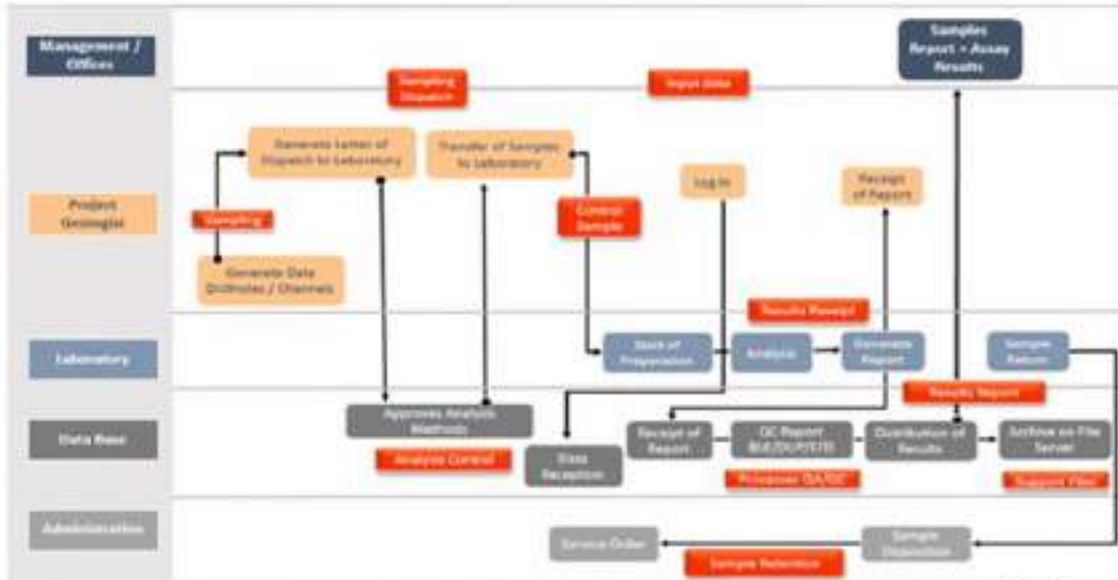 Management /
Offices
Samples
Report + Assay
Results
Sampling
Dispatch
Input data
Generate Letter of
Dispatch to Laboratory
Transfer of Samples
to Laboratory
Log In
Receipt
of Report
Project
Geologist
Sampling
Control
Sample
Generate Data
Drillholes / Channels
Results Receipt
Laboratory
Preparation
Analysis
Generate
Report
Sample
Return
Results Report
Data Base
Approves Analysis
Methods
Receipt of
Report
QC Report
Distribution of
Results
Archive on File
Server
Analysis Control
Data
Reception
Processes QA/QC
Support Files
Administration
Service Order
Sample
Disposition
Sample Retention